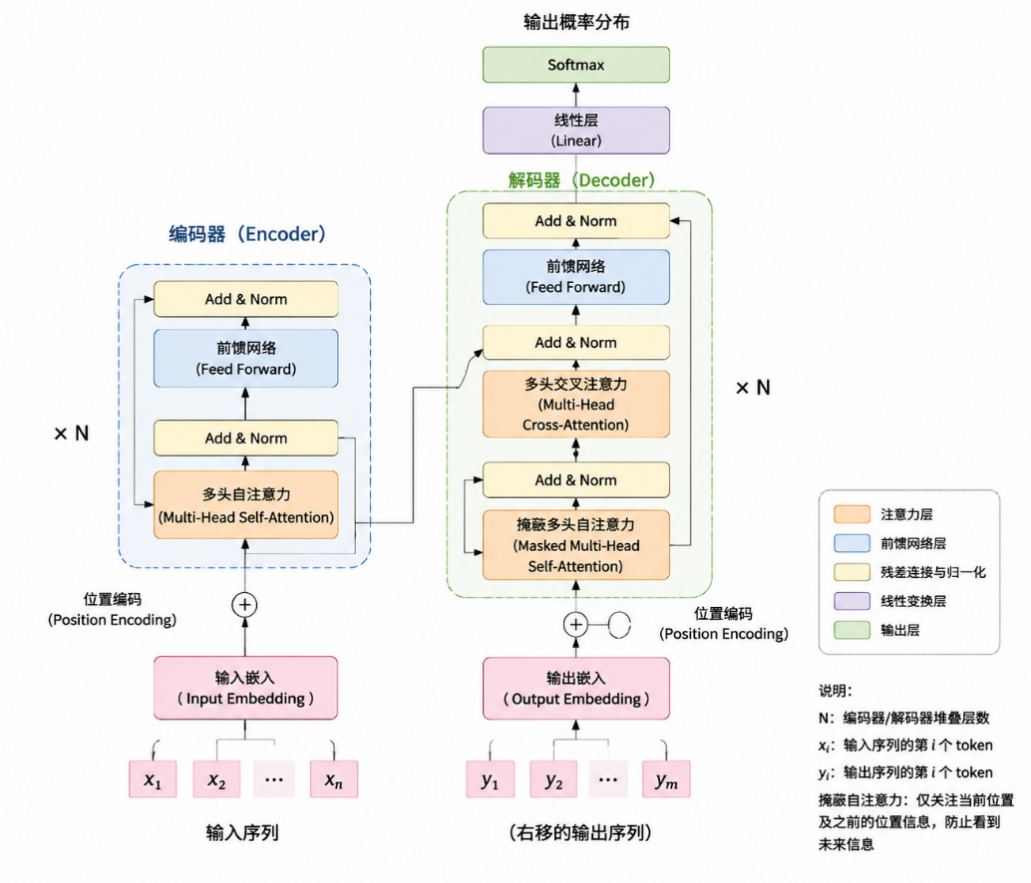 输出概率分布
Softmax
线性层
(Linear)
解码器（Decoder）
Add & Norm
前馈网络
(Feed Forward)
Add & Norm
多头交叉注意力
(Multi-Head
Cross-Attention)
Add & Norm
掩蔽多头自注意力
(Masked Multi-Head
Self-Attention)
× N
编码器（Encoder）
Add & Norm
前馈网络
(Feed Forward)
Add & Norm
多头自注意力
(Multi-Head Self-Attention)
× N
位置编码
(Position Encoding)
+
输入嵌入
( Input Embedding )
x1 x2 ... xn
输入序列
+
位置编码
(Position Encoding)
输出嵌入
( Output Embedding )
y1 y2 ... ym
（右移的输出序列）
注意力层
前馈网络层
残差连接与归一化
线性变换层
输出层
说明：
N：编码器/解码器堆叠层数
xi：输入序列的第 i 个 token
yi：输出序列的第 i 个 token
掩蔽自注意力：仅关注当前位置
及之前的位置信息，防止看到
未来信息